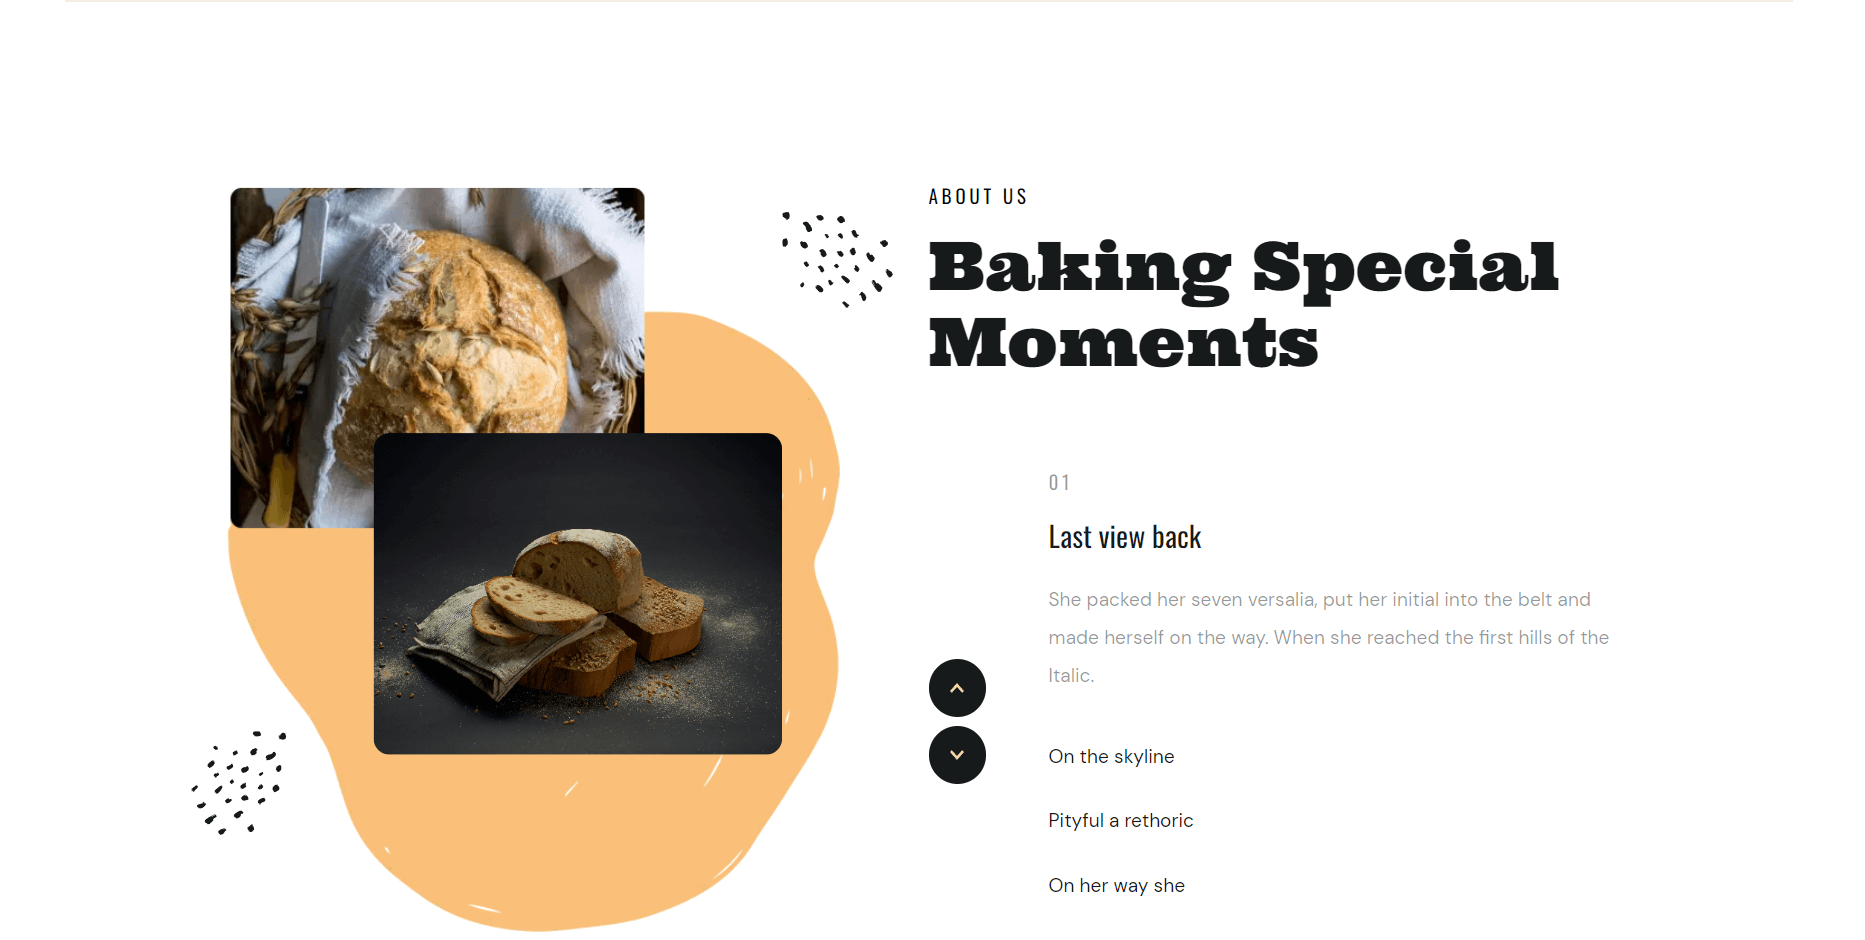 ABOUT US
Baking Special
Moments
01
Last view back
She packed her seven versalia, put her initial into the belt and
made herself on the way. When she reached the first hills of the
Italic.
On the skyline
Pityful a rethoric
On her way she